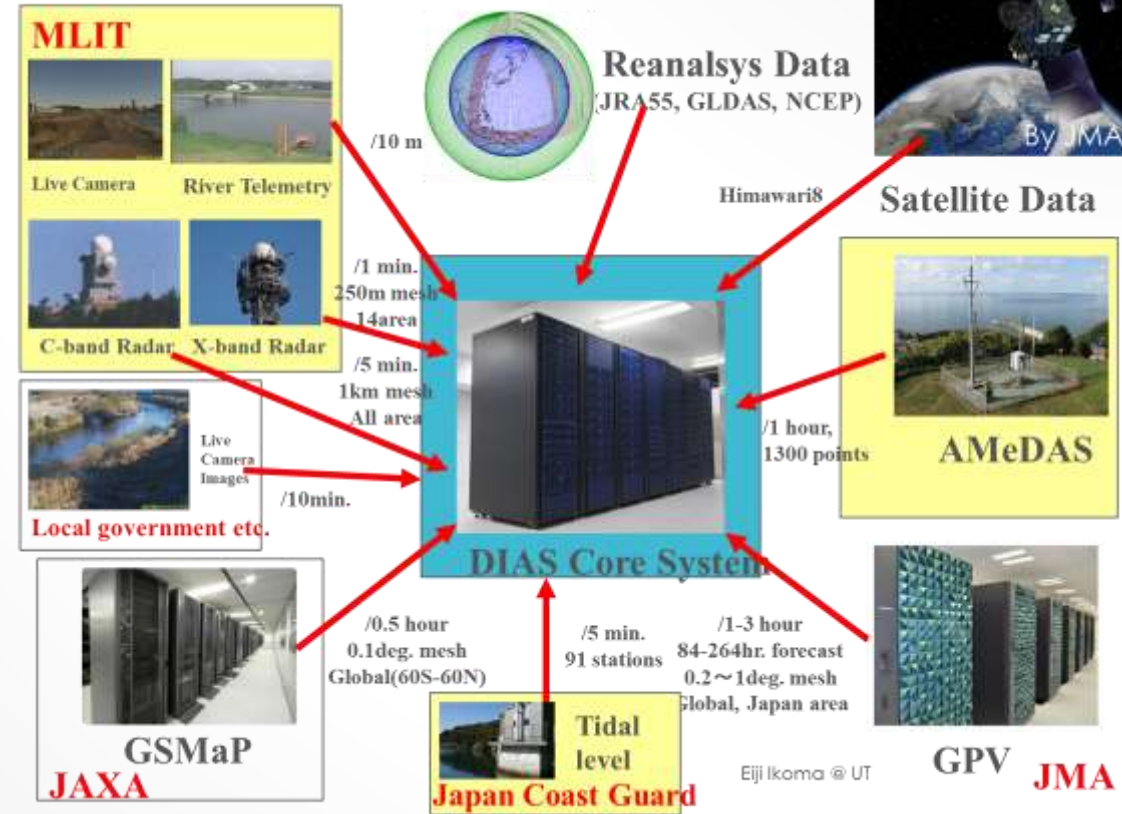 MLIT
Live Camera
River Telemetry
C-band Radar
X-band Radar
/10 m
Reanalsys Data
(JRA55, GLDAS, NCEP)
By JMA
Himawari8
Satellite Data
/1 min.
250m mesh
14area
/5 min.
1km mesh
All area
Live
Camera
Images
/10min.
Local government etc.
/1 hour,
1300 points
AMeDAS
DIAS Core System
/0.5 hour
0.1deg. mesh
Global(60S-60N)
/5 min.
91 stations
/1-3 hour
84-264hr. forecast
0.2～1deg. mesh
Global, Japan area
GSMaP
JAXA
Tidal
level
Japan Coast Guard
Eiji Ikoma @ UT
GPV
JMA